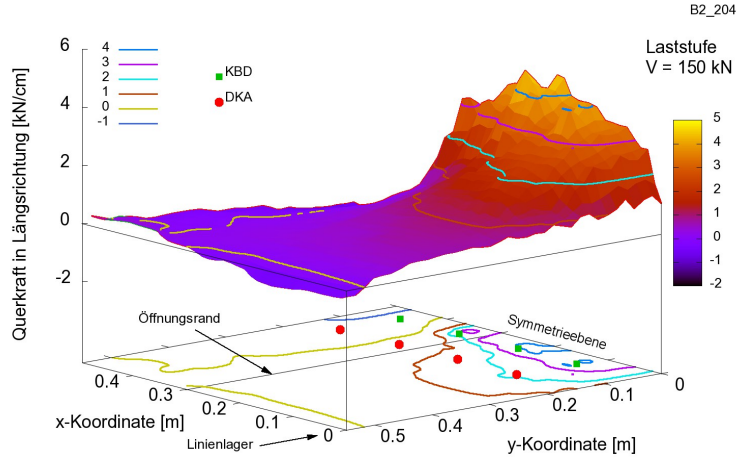 B2_204
Laststufe
V = 150 kN
Querkraft in Längsrichtung [kN/cm]
6
4
2
0
-2
4
3
2
1
0
-1
KBD
DKA
5
4
3
2
1
0
-1
-2
Öffnungsrand
Symmetrieebene
Linienlager
0.4
0.3
0.2
0.1
0
x-Koordinate [m]
0.5
0.4
0.3
0.2
0.1
0
y-Koordinate [m]